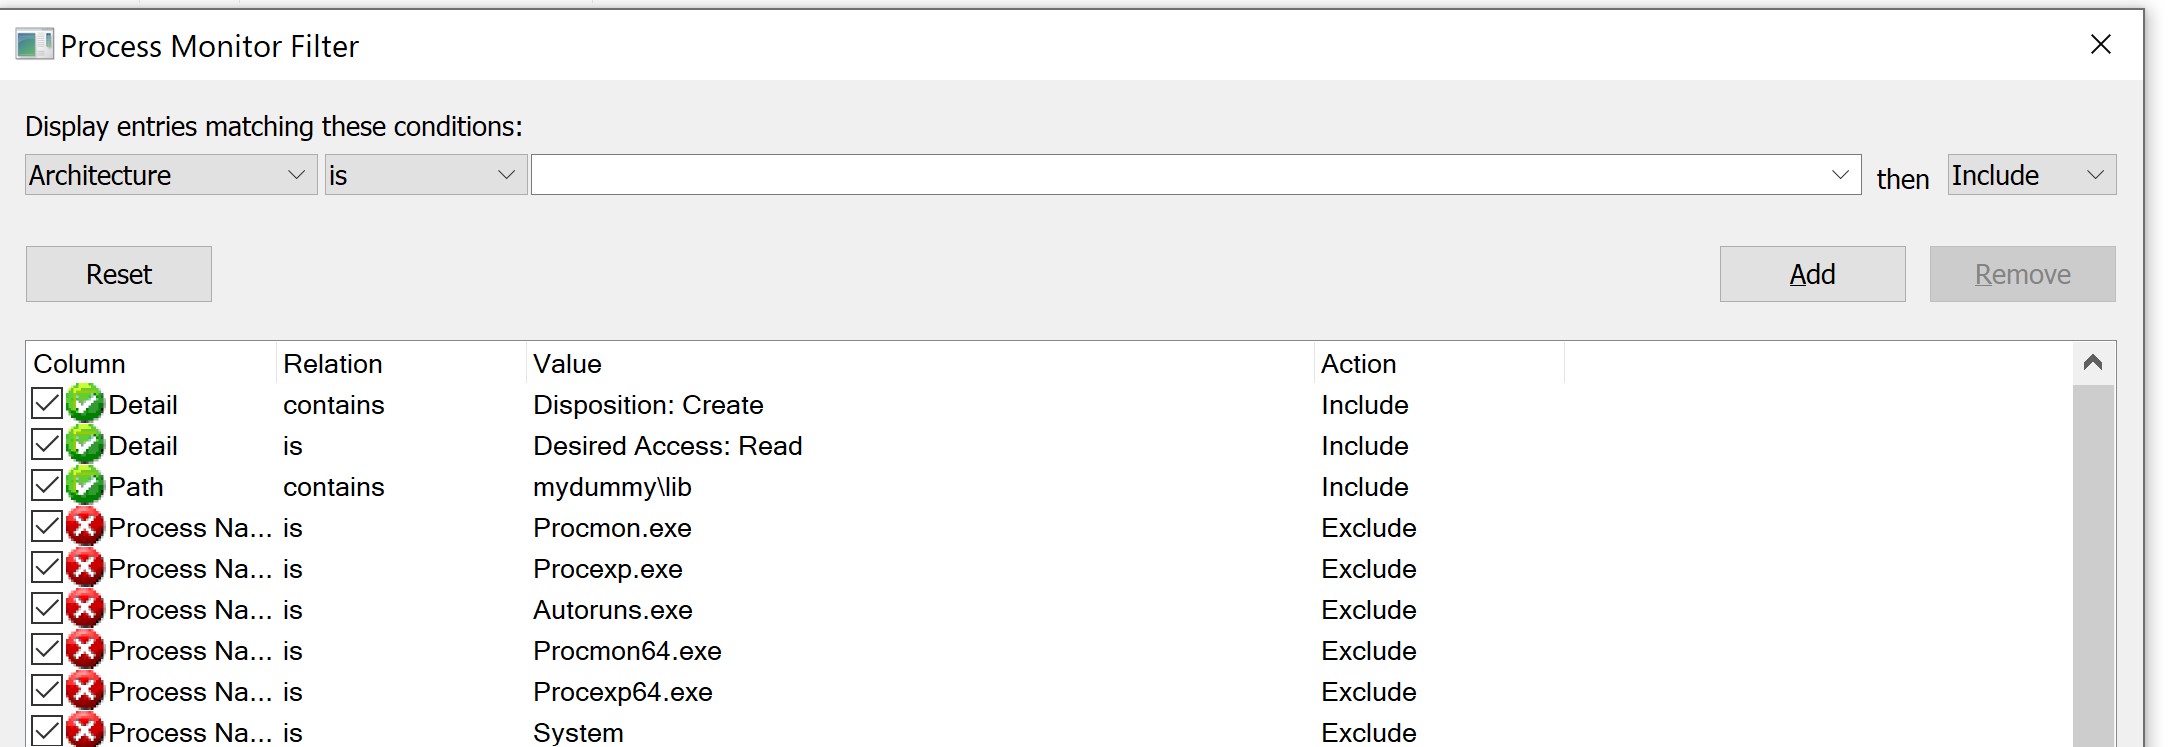 Process Monitor Filter
Display entries matching these conditions:
Architecture is then Include
Reset Add Remove
Column Relation Value Action
Detail contains Disposition: Create Include
Detail is Desired Access: Read Include
Path contains mydummy\lib Include
Process Na... is Procmon.exe Exclude
Process Na... is Procexp.exe Exclude
Process Na... is Autoruns.exe Exclude
Process Na... is Procmon64.exe Exclude
Process Na... is Procexp64.exe Exclude
Process Na... is System Exclude